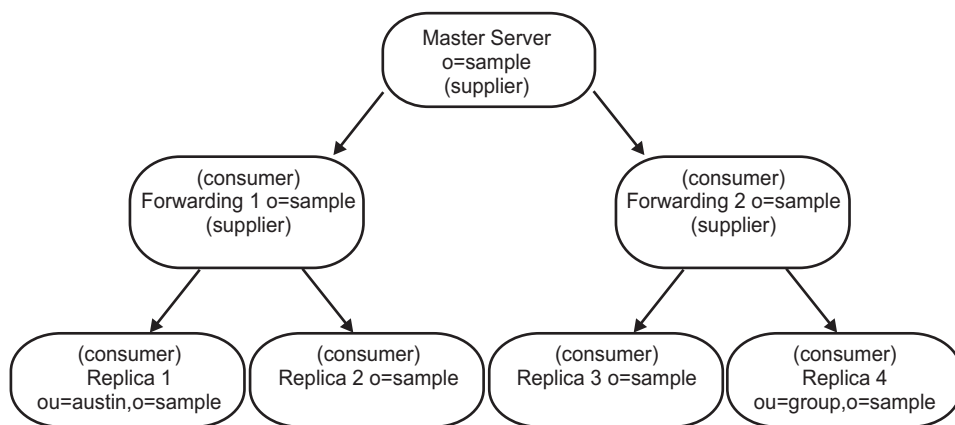 Master Server
o=sample
(supplier)
(consumer)
Forwarding 1 o=sample
(supplier)
(consumer)
Forwarding 2 o=sample
(supplier)
(consumer)
Replica 1
ou=austin,o=sample
(consumer)
Replica 2 o=sample
(consumer)
Replica 3 o=sample
(consumer)
Replica 4
ou=group,o=sample